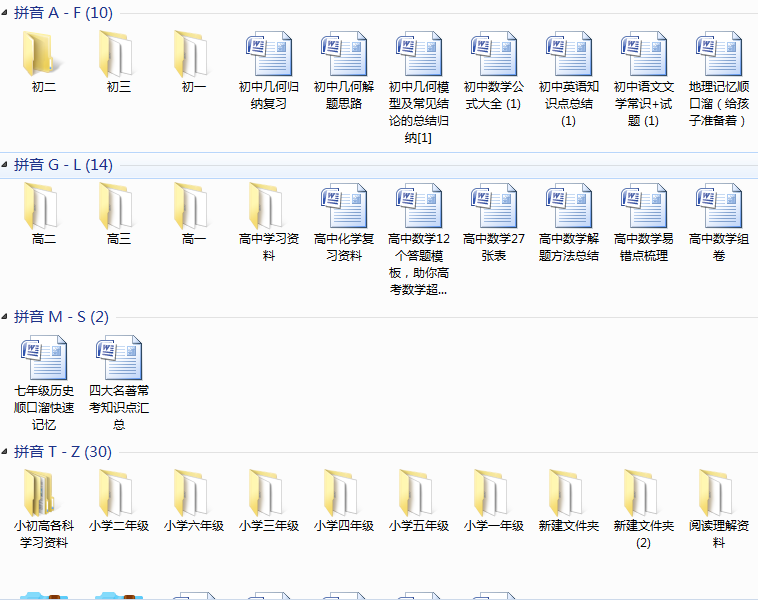 拼音 A - F (10)
初二
初三
初一
初中几何归
纳复习
初中几何解
题思路
初中几何模
型及常见结
论的总结归
纳[1]
初中数学公
式大全 (1)
初中英语知
识点总结
(1)
初中语文文
学常识+试
题 (1)
地理记忆顺
口溜（给孩
子准备着）
拼音 G - L (14)
高二
高三
高一
高中学习资
料
高中化学复
习资料
高中数学12
个答题模
板，助你高
考数学超...
高中数学27
张表
高中数学解
题方法总结
高中数学易
错点梳理
高中数学组
卷
拼音 M - S (2)
七年级历史
顺口溜快速
记忆
四大名著常
考知识点汇
总
拼音 T - Z (30)
小初高各科
学习资料
小学二年级
小学六年级
小学三年级
小学四年级
小学五年级
小学一年级
新建文件夹
新建文件夹
(2)
阅读理解资
料